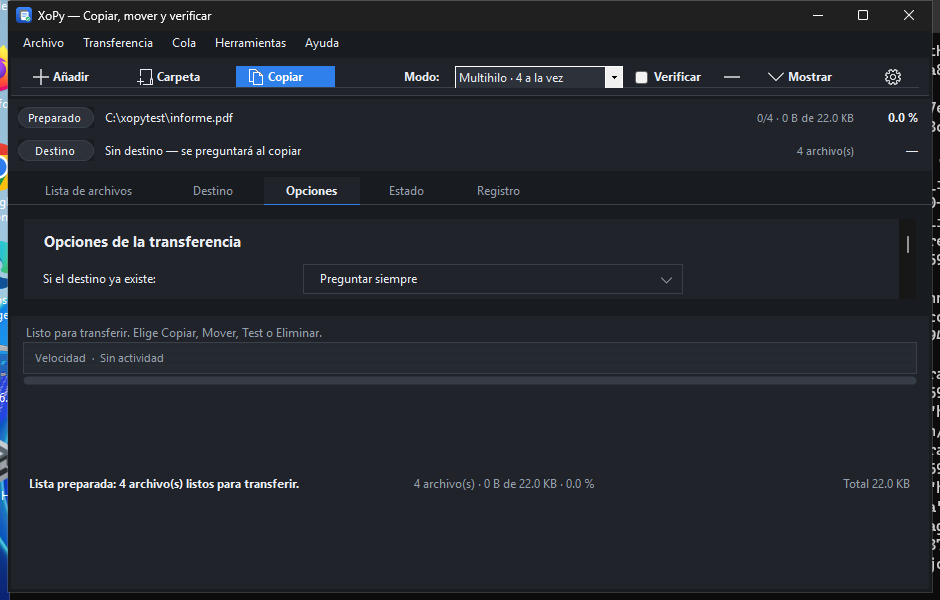 XoPy — Copiar, mover y verificar
Archivo Transferencia Cola Herramientas Ayuda
Añadir Carpeta Copiar Modo: Multihilo · 4 a la vez Verificar Mostrar
Preparado C:\xopytest\informe.pdf 0/4 · 0 B de 22.0 KB 0.0 %
Destino Sin destino — se preguntará al copiar 4 archivo(s) —
Lista de archivos Destino Opciones Estado Registro
Opciones de la transferencia
Si el destino ya existe: Preguntar siempre
Listo para transferir. Elige Copiar, Mover, Test o Eliminar.
Velocidad · Sin actividad
Lista preparada: 4 archivo(s) listos para transferir. 4 archivo(s) · 0 B de 22.0 KB · 0.0 % Total 22.0 KB